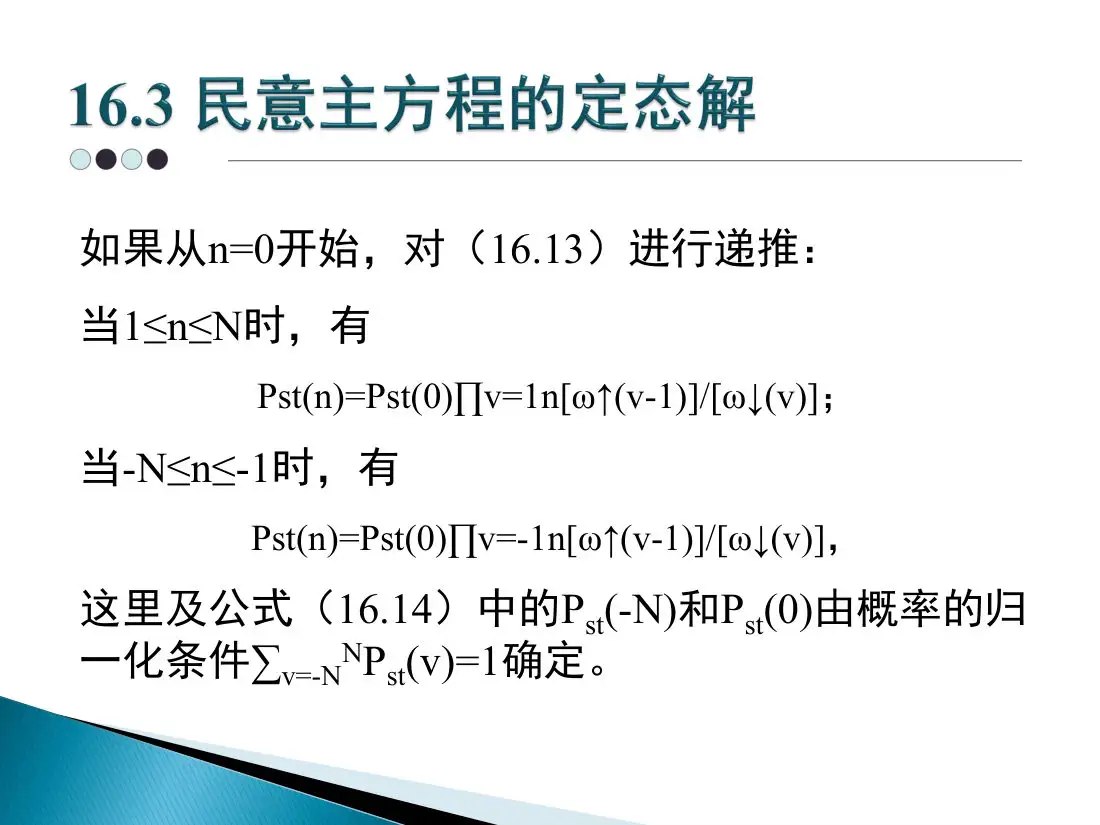 16.3 民意主方程的定态解
如果从n=0开始，对（16.13）进行递推：
当1≤n≤N时，有
Pst(n)=Pst(0)∏v=1n[ω↑(v-1)]/[ω↓(v)]；
当-N≤n≤-1时，有
Pst(n)=Pst(0)∏v=-1n[ω↑(v-1)]/[ω↓(v)]，
这里及公式（16.14）中的Pst(-N)和Pst(0)由概率的归
一化条件∑v=-NNPst(v)=1确定。